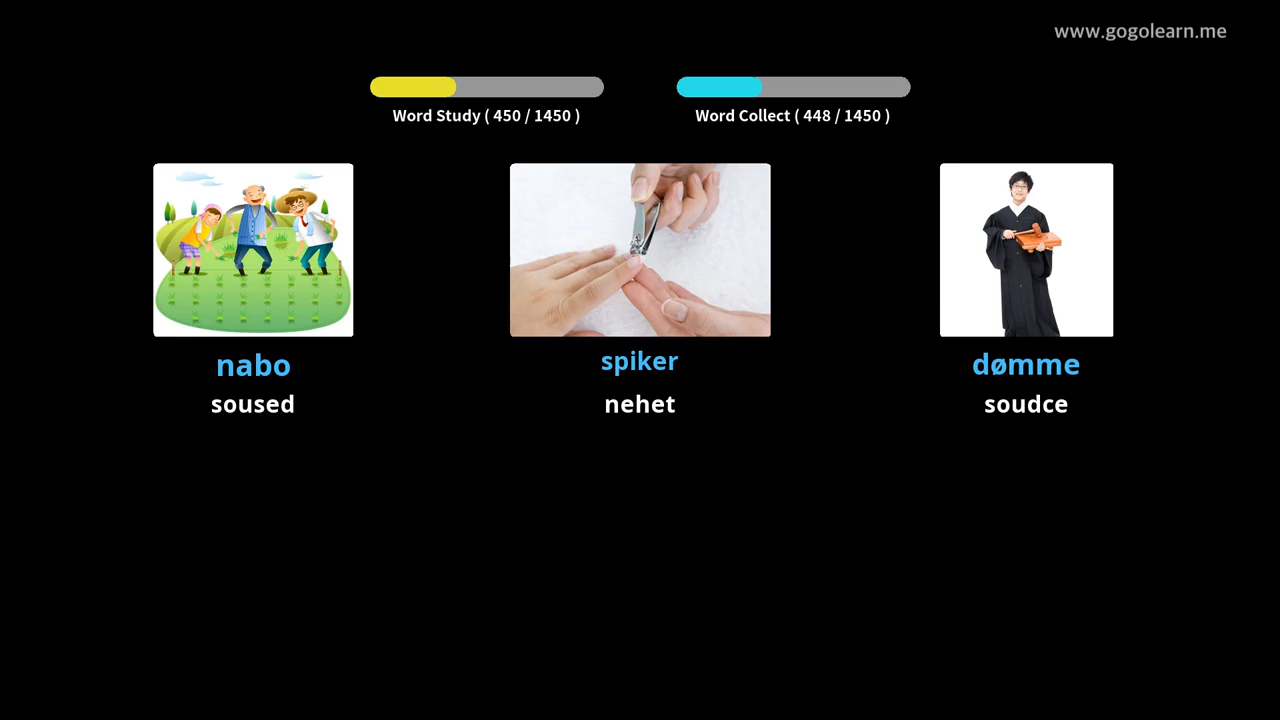 www.gogolearn.me
Word Study ( 450 / 1450 )
Word Collect ( 448 / 1450 )
nabo
soused
spiker
nehet
dømme
soudce